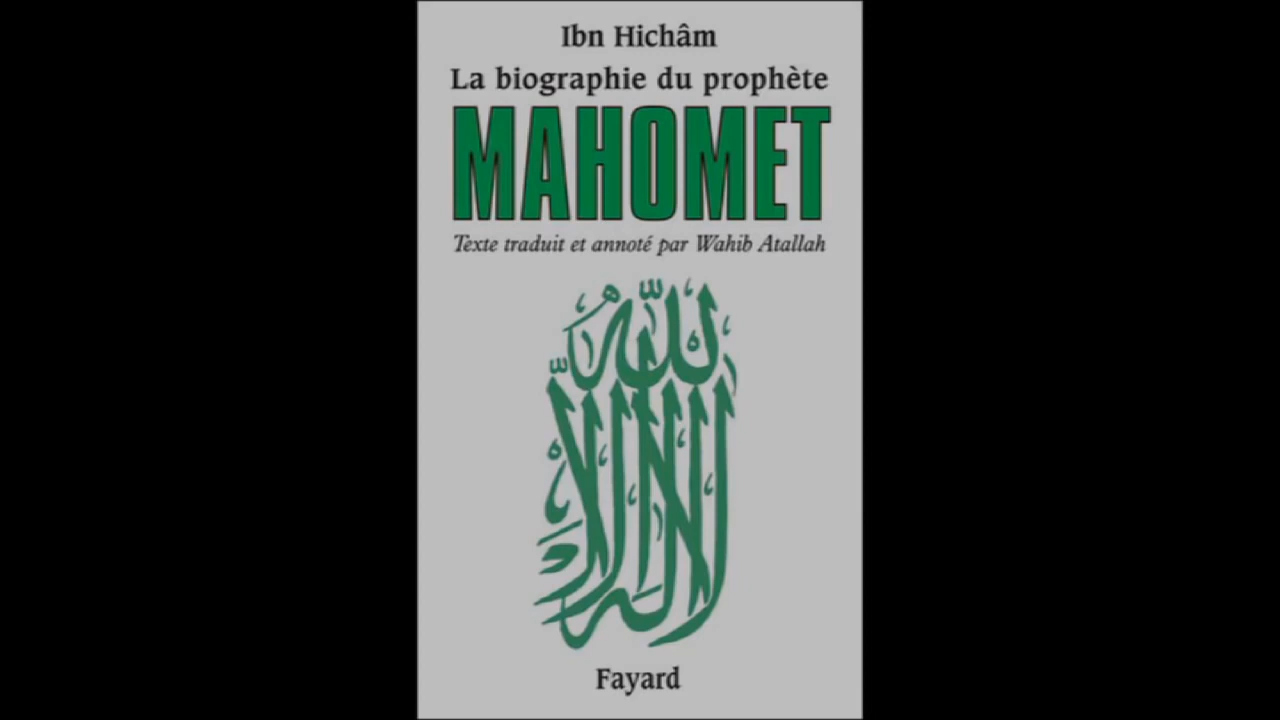 Ibn Hichâm
La biographie du prophète
MAHOMET
Texte traduit et annoté par Wahib Atallah
لا إله إلا الله
Fayard